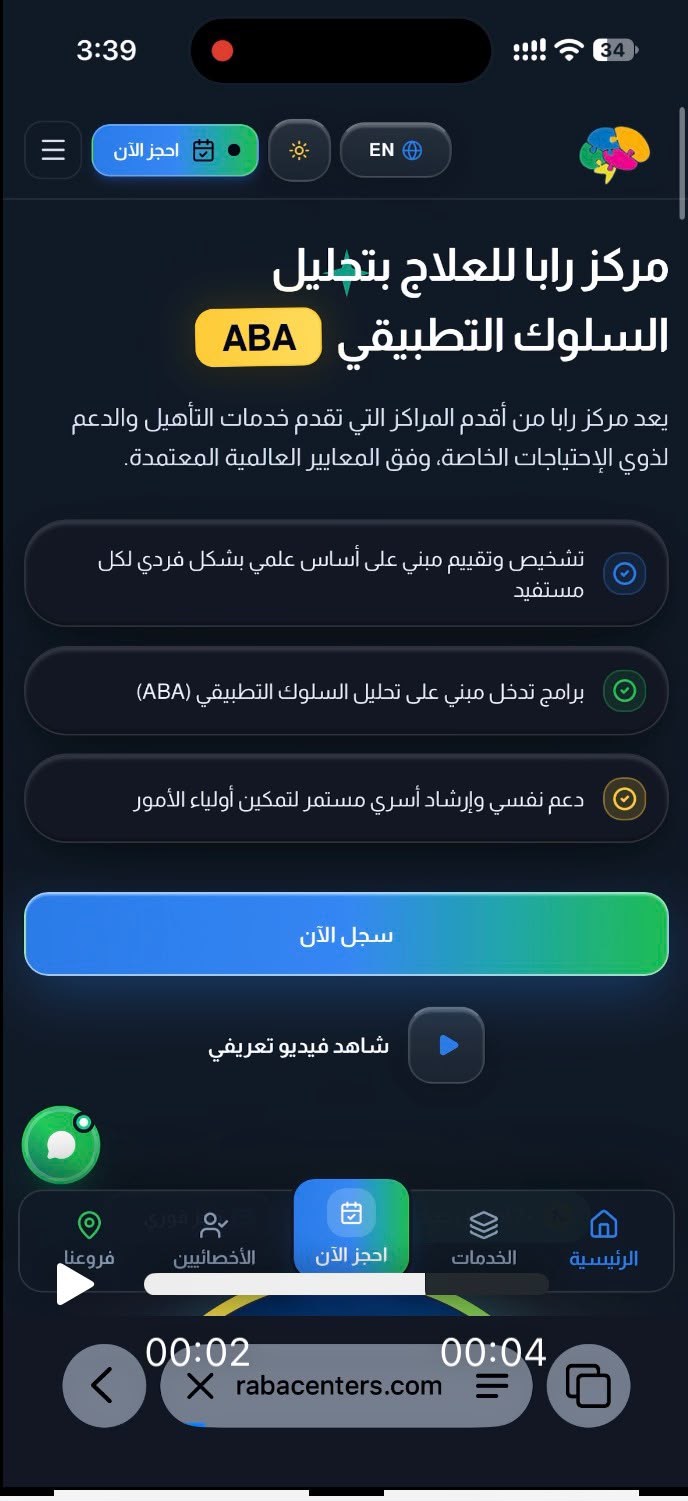 3:39
34
احجز الآن
EN
مركز رابا للعلاج بتحليل
السلوك التطبيقي ABA
يعد مركز رابا من أقدم المراكز التي تقدم خدمات التأهيل والدعم
لذوي الإحتياجات الخاصة، وفق المعايير العالمية المعتمدة.
تشخيص وتقييم مبني على أساس علمي بشكل فردي لكل
مستفيد
برامج تدخل مبني على تحليل السلوك التطبيقي (ABA)
دعم نفسي وإرشاد أسري مستمر لتمكين أولياء الأمور
سجل الآن
شاهد فيديو تعريفي
الرئيسية
الخدمات
احجز الآن
الأخصائيين
فروعنا
00:02
00:04
rabacenters.com